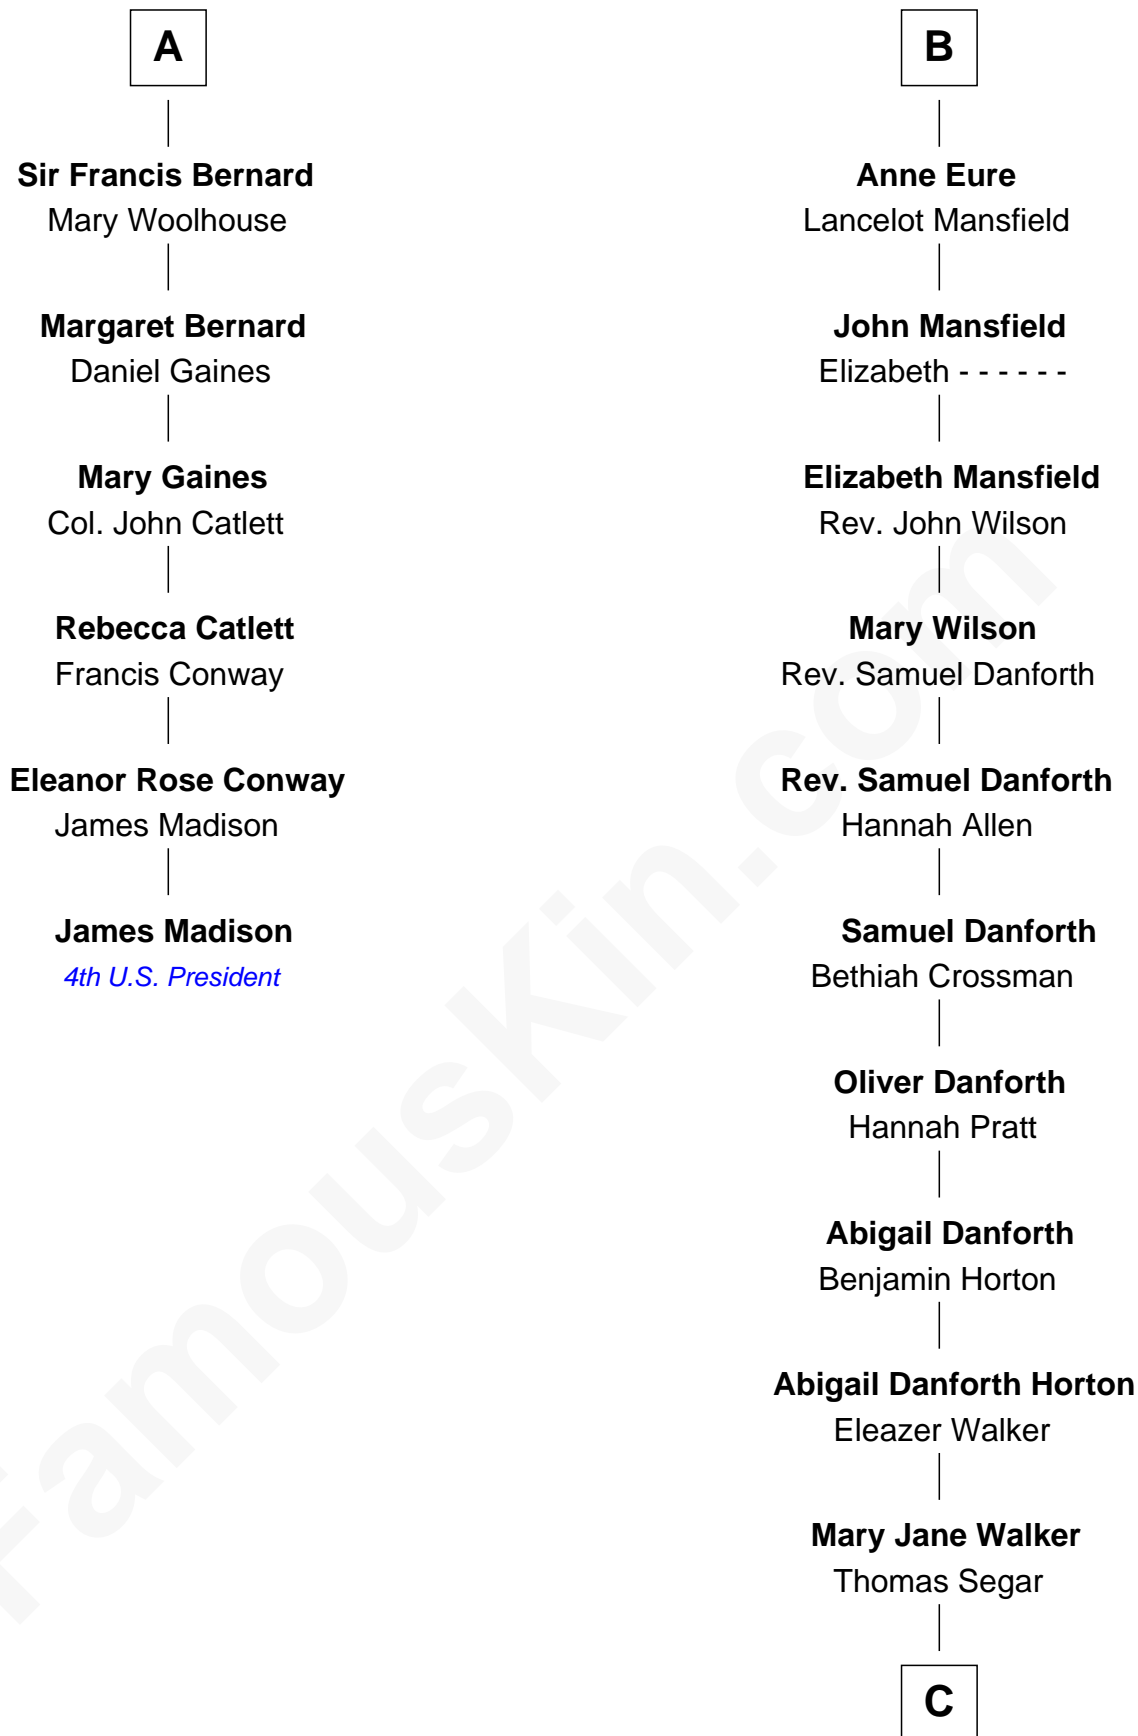 A
Sir Francis Bernard
Mary Woolhouse
Margaret Bernard
Daniel Gaines
Mary Gaines
Col. John Catlett
Rebecca Catlett
Francis Conway
Eleanor Rose Conway
James Madison
James Madison
4th U.S. President
B
Anne Eure
Lancelot Mansfield
John Mansfield
Elizabeth - - - - - -
Elizabeth Mansfield
Rev. John Wilson
Mary Wilson
Rev. Samuel Danforth
Rev. Samuel Danforth
Hannah Allen
Samuel Danforth
Bethiah Crossman
Oliver Danforth
Hannah Pratt
Abigail Danforth
Benjamin Horton
Abigail Danforth Horton
Eleazer Walker
Mary Jane Walker
Thomas Segar
C
FamousKin.com